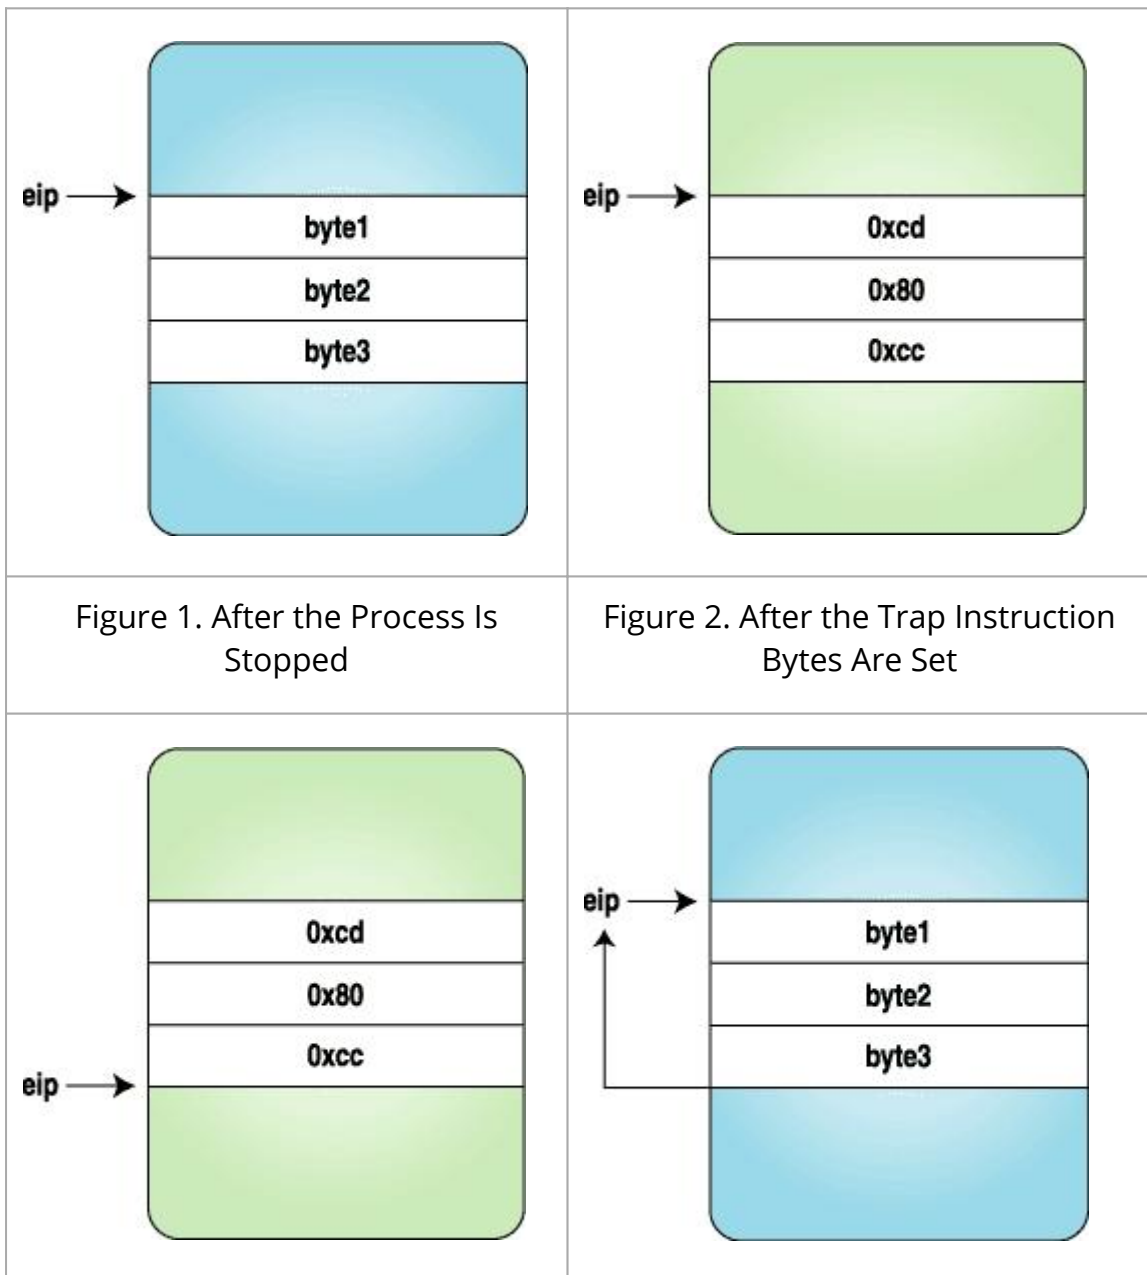 eip
byte1
byte2
byte3
eip
0xcd
0x80
0xcc
Figure 1. After the Process Is
Stopped
Figure 2. After the Trap Instruction
Bytes Are Set
0xcd
0x80
0xcc
eip
eip
byte1
byte2
byte3